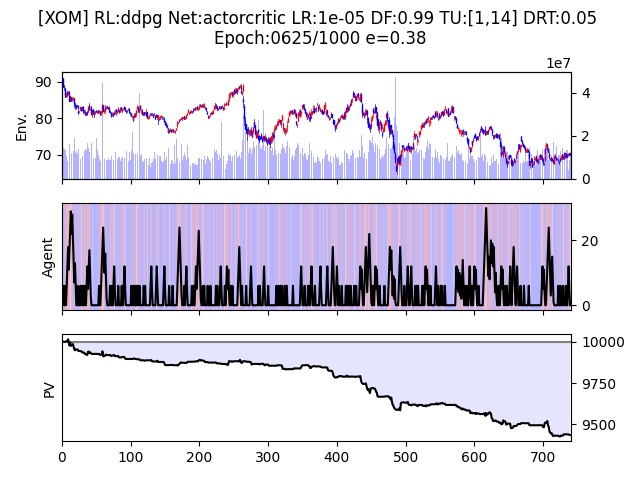 [XOM] RL:ddpg Net:actorcritic LR:1e-05 DF:0.99 TU:[1,14] DRT:0.05
Epoch:0625/1000 e=0.38
1e7
90
80
70
Env.
4
2
0
Agent
20
0
PV
10000
9750
9500
0 100 200 300 400 500 600 700